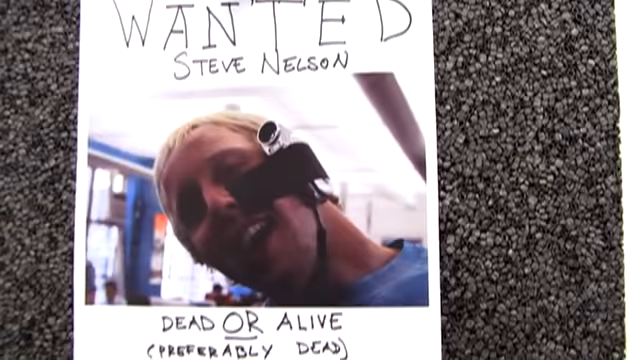 WANTED
STEVE NELSON
DEAD OR ALIVE
(PREFERABLY DEAD)